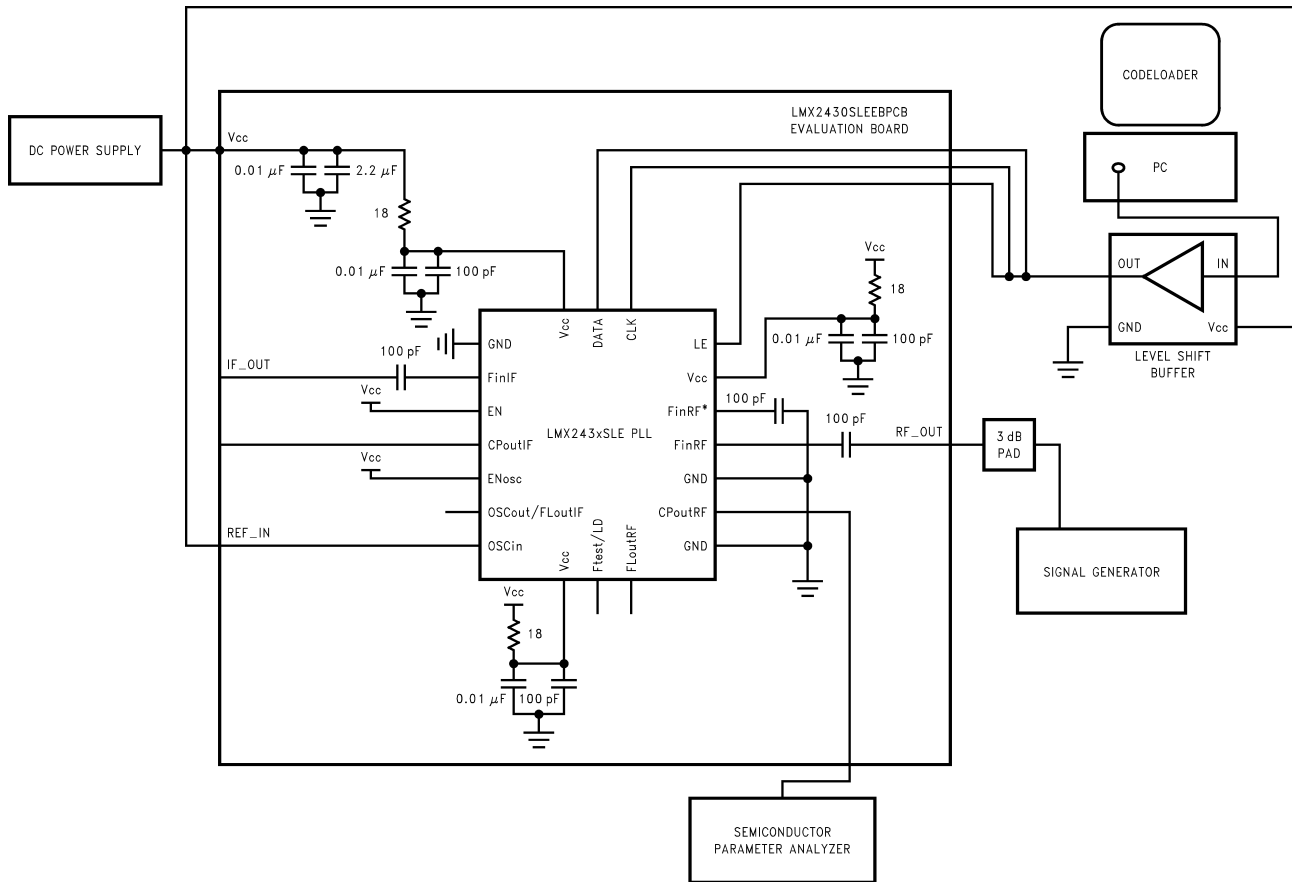 CODELOADER
LMX2430SLEEBPCB
EVALUATION BOARD
DC POWER SUPPLY
Vcc
PC
0.01 μF
2.2 μF
18
Vcc
OUT
IN
GND
Vcc
LEVEL SHIFT
BUFFER
0.01 μF
100 pF
18
0.01 μF
100 pF
Vcc
DATA
CLK
GND
LE
100 pF
IF_OUT
FinIF
Vcc
Vcc
EN
FinRF*
100 pF
100 pF
RF_OUT
3 dB
PAD
LMX243xSLE PLL
CPoutIF
FinRF
Vcc
ENosc
GND
OSCout/FLoutIF
CPoutRF
REF_IN
OSCin
GND
Vcc
Ftest/LD
FLoutRF
SIGNAL GENERATOR
Vcc
18
0.01 μF
100 pF
SEMICONDUCTOR
PARAMETER ANALYZER